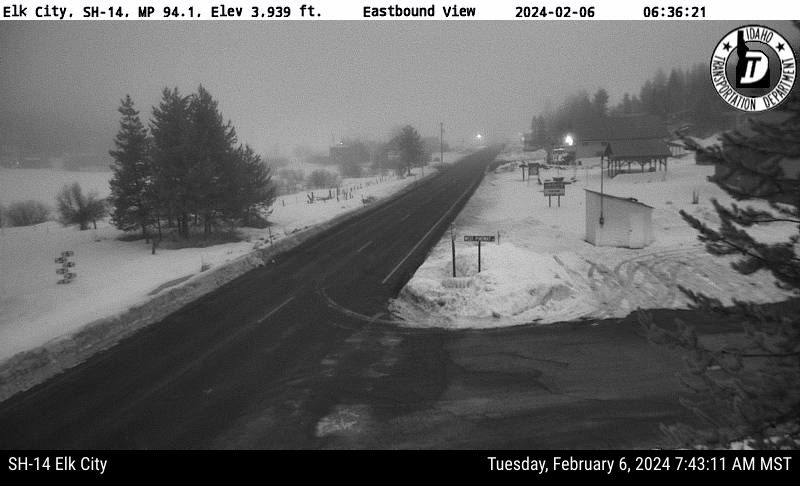 Elk City, SH-14, MP 94.1, Elev 3,939 ft. Eastbound View 2024-02-06 06:36:21
IDAHO TRANSPORTATION DEPARTMENT
SH-14 Elk City Tuesday, February 6, 2024 7:43:11 AM MST